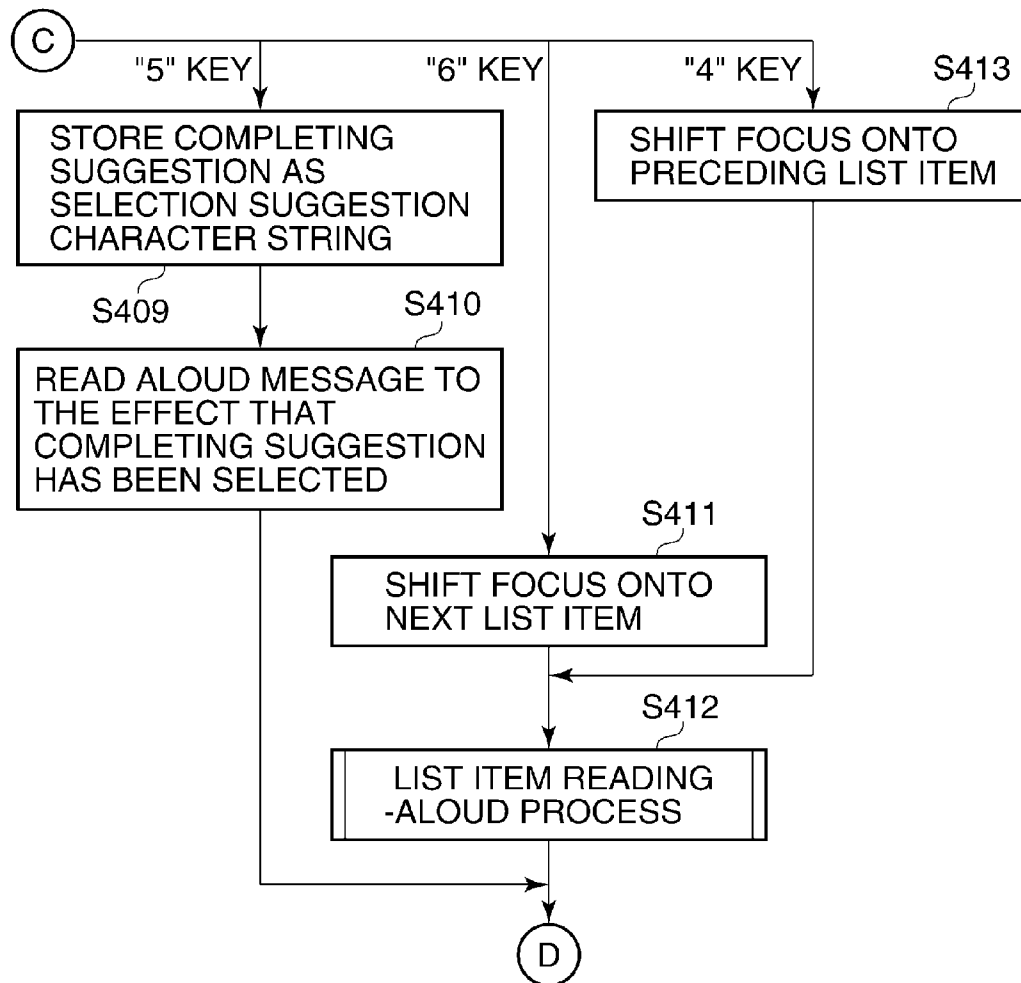 C
"5" KEY
"6" KEY
"4" KEY
S413
STORE COMPLETING
SUGGESTION AS
SELECTION SUGGESTION
CHARACTER STRING
SHIFT FOCUS ONTO
PRECEDING LIST ITEM
S409
S410
READ ALOUD MESSAGE TO
THE EFFECT THAT
COMPLETING SUGGESTION
HAS BEEN SELECTED
S411
SHIFT FOCUS ONTO
NEXT LIST ITEM
S412
LIST ITEM READING
-ALOUD PROCESS
D